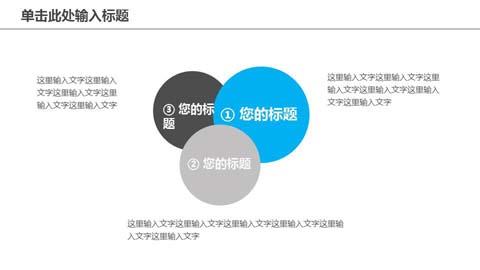 单击此处输入标题
这里输入文字这里输入
文字这里输入文字这里
输入文字这里输入文字
这里输入文字这里输入文字这里
输入文字这里输入文字这里输入
文字这里输入文字
③ 您的标
题
① 您的标题
② 您的标题
这里输入文字这里输入文字这里输入文字这里输入文字这里输
入文字这里输入文字